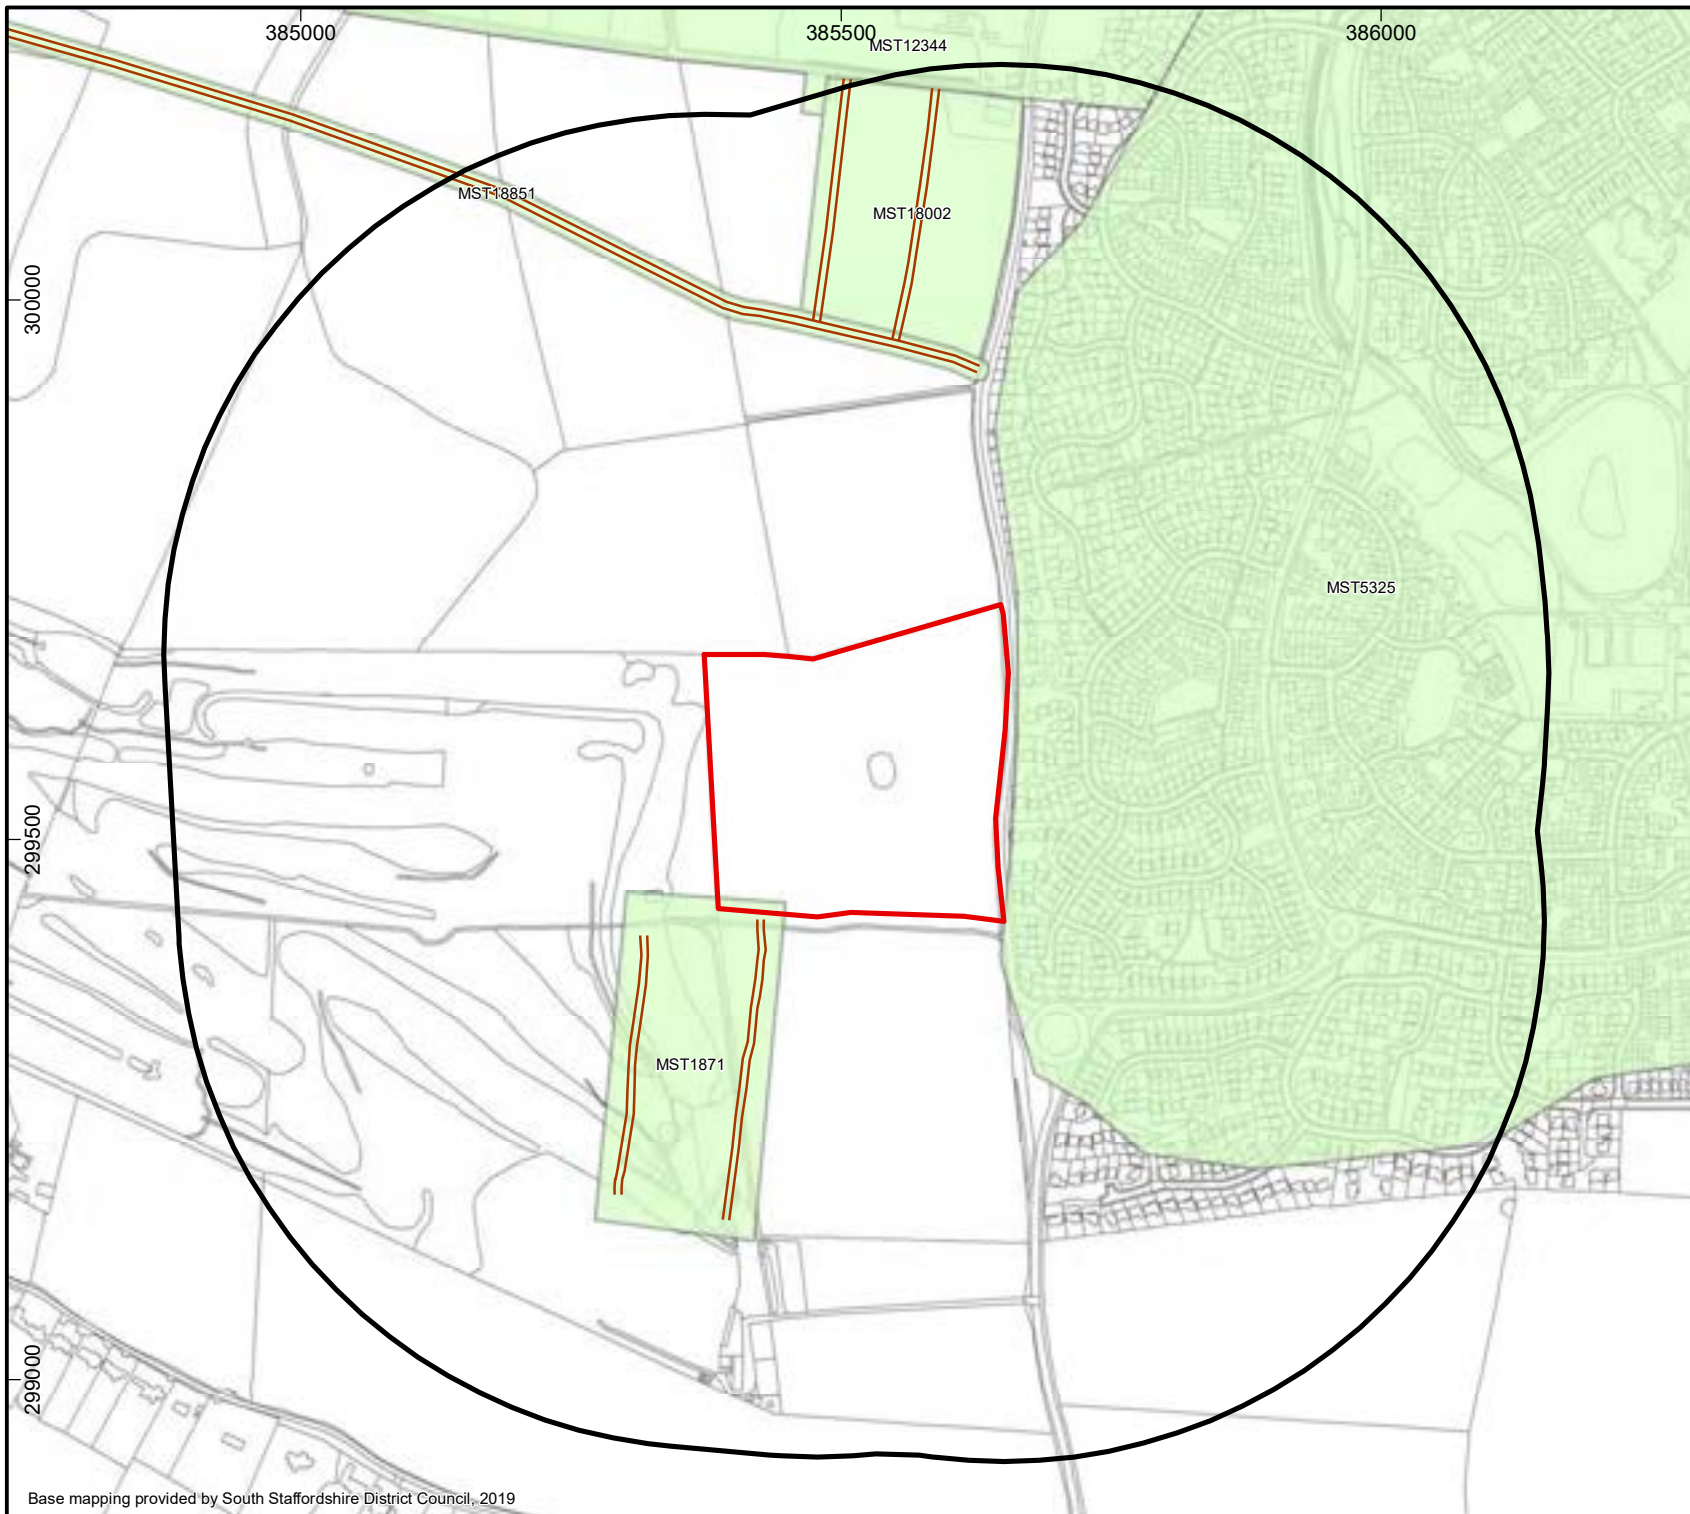 385000
385500
386000
MST12344
MST18851
MST18002
300000
MST5325
299500
MST1871
299000
Base mapping provided by South Staffordshire District Council, 2019